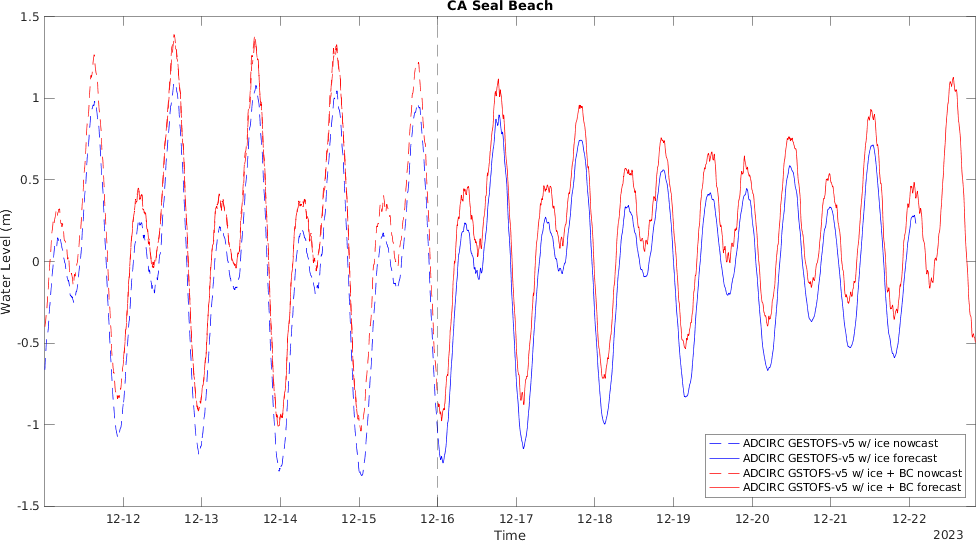 CA Seal Beach
1.5
1
0.5
0
-0.5
-1
-1.5
Water Level (m)
12-12 12-13 12-14 12-15 12-16 12-17 12-18 12-19 12-20 12-21 12-22
Time
2023
ADCIRC GESTOFS-v5 w/ ice nowcast
ADCIRC GESTOFS-v5 w/ ice forecast
ADCIRC GSTOFS-v5 w/ ice + BC nowcast
ADCIRC GSTOFS-v5 w/ ice + BC forecast